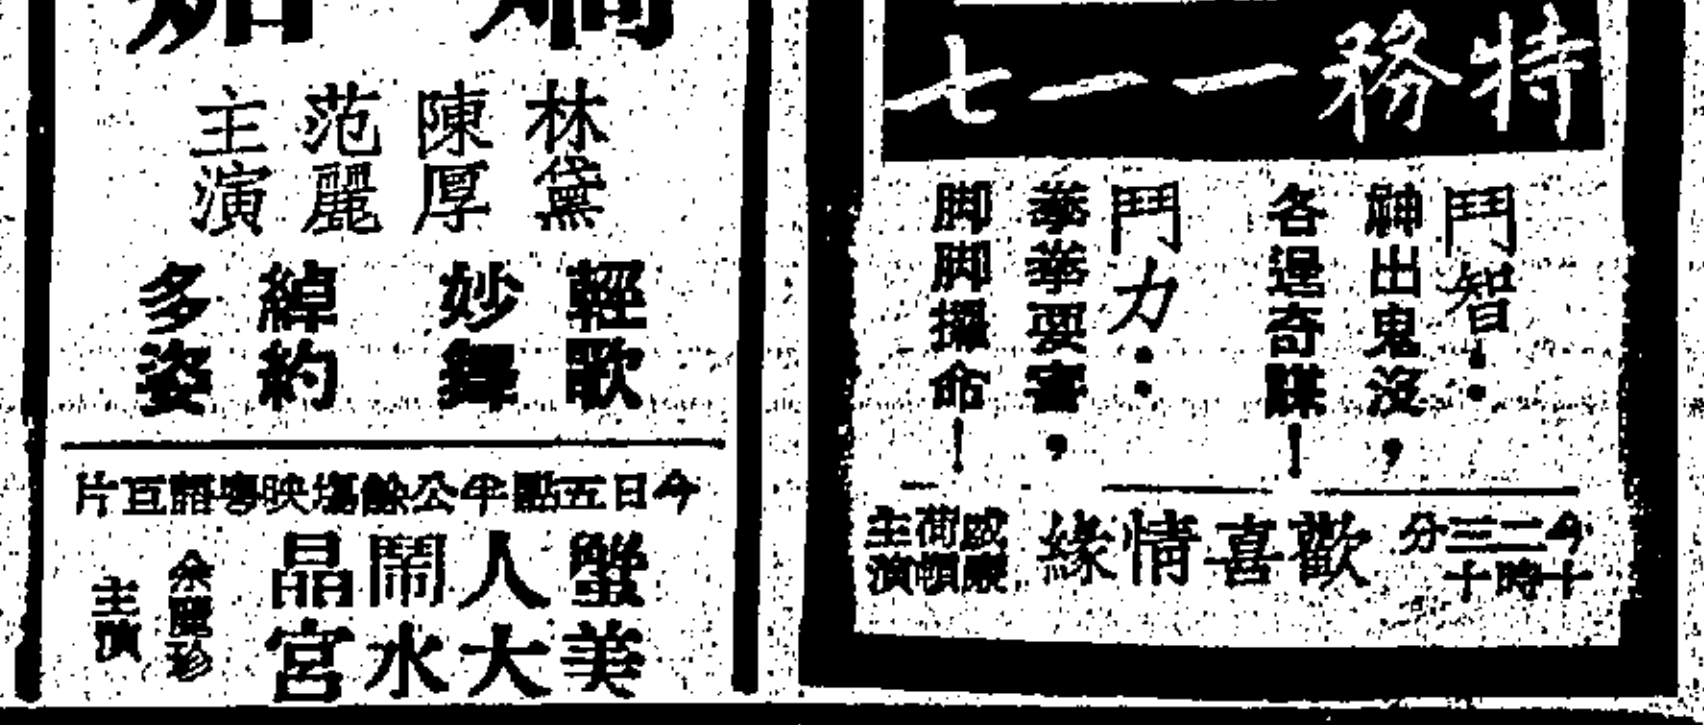 特務一一七
鬥智：
神出鬼沒，
各逞奇謀！
鬥力：
拳拳要害，
脚脚攞命！
今十二時三十分
歡喜情緣
荷頓
主演
林黛
陳厚
范麗
主演
輕歌
妙舞
綽約
多姿
今日五點半公餘場映粵語巨片
蟹美人大鬧水晶宮
余麗珍
主演